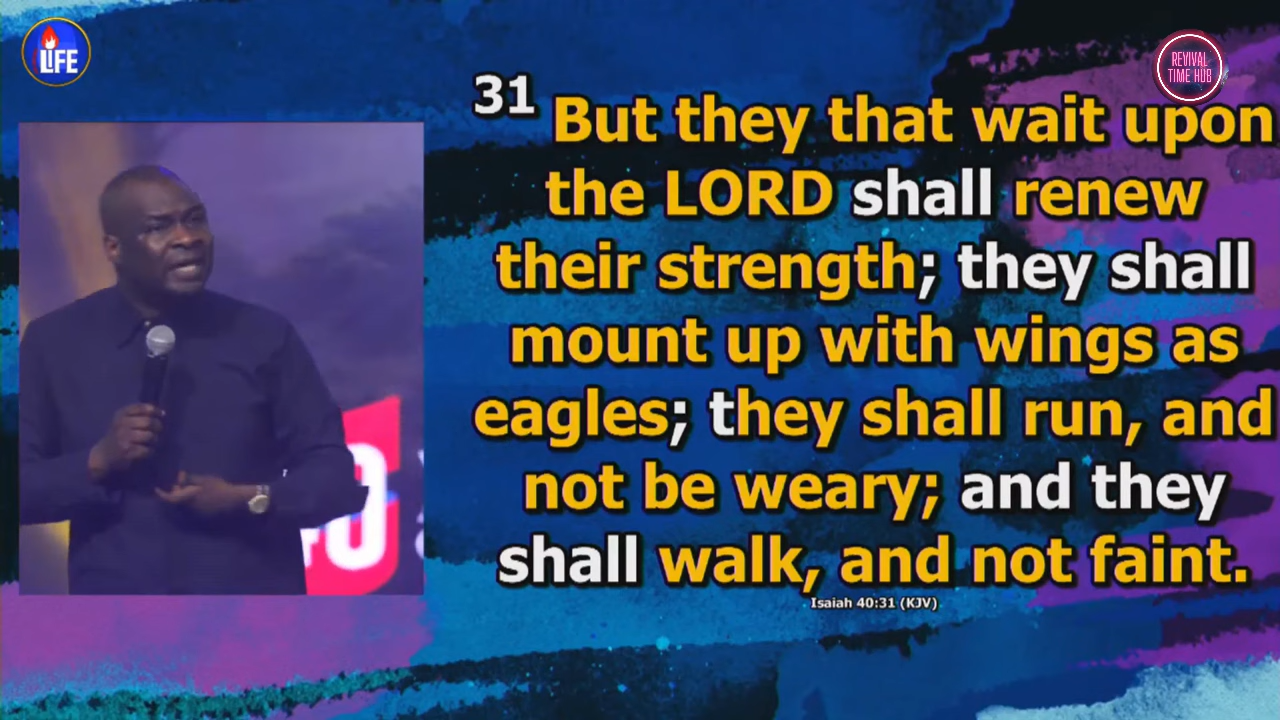 LIFE
REVIVAL
TIME HUB
31 But they that wait upon
the LORD shall renew
their strength; they shall
mount up with wings as
eagles; they shall run, and
not be weary; and they
shall walk, and not faint.
Isaiah 40:31 (KJV)